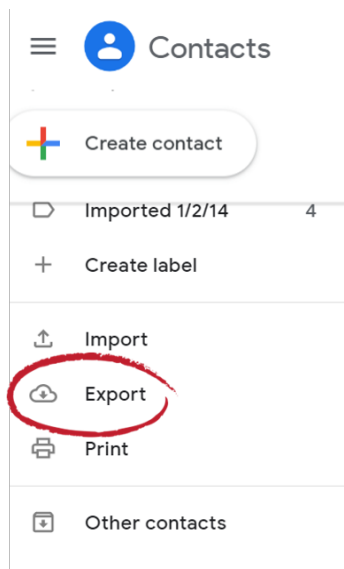 Contacts
Create contact
Imported 1/2/14 4
Create label
Import
Export
Print
Other contacts